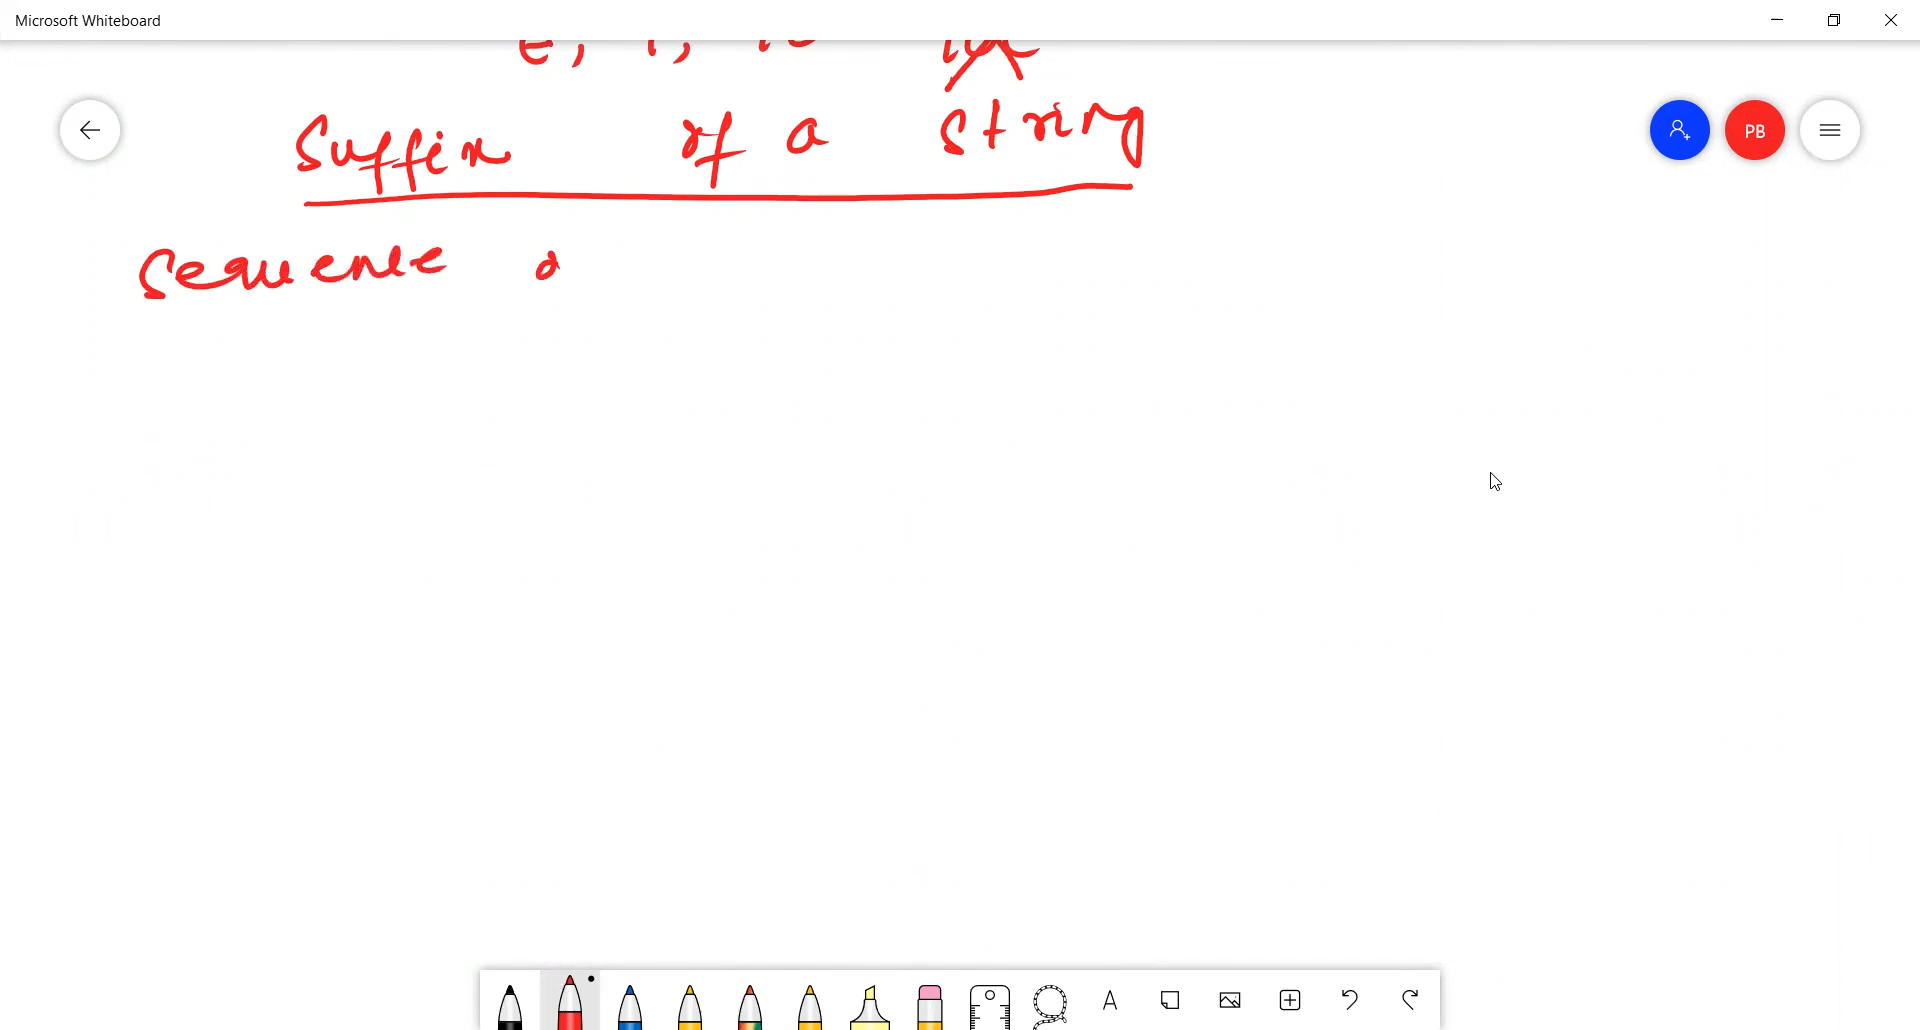 Microsoft Whiteboard
PB
Suffix of a String
Sequence o
A